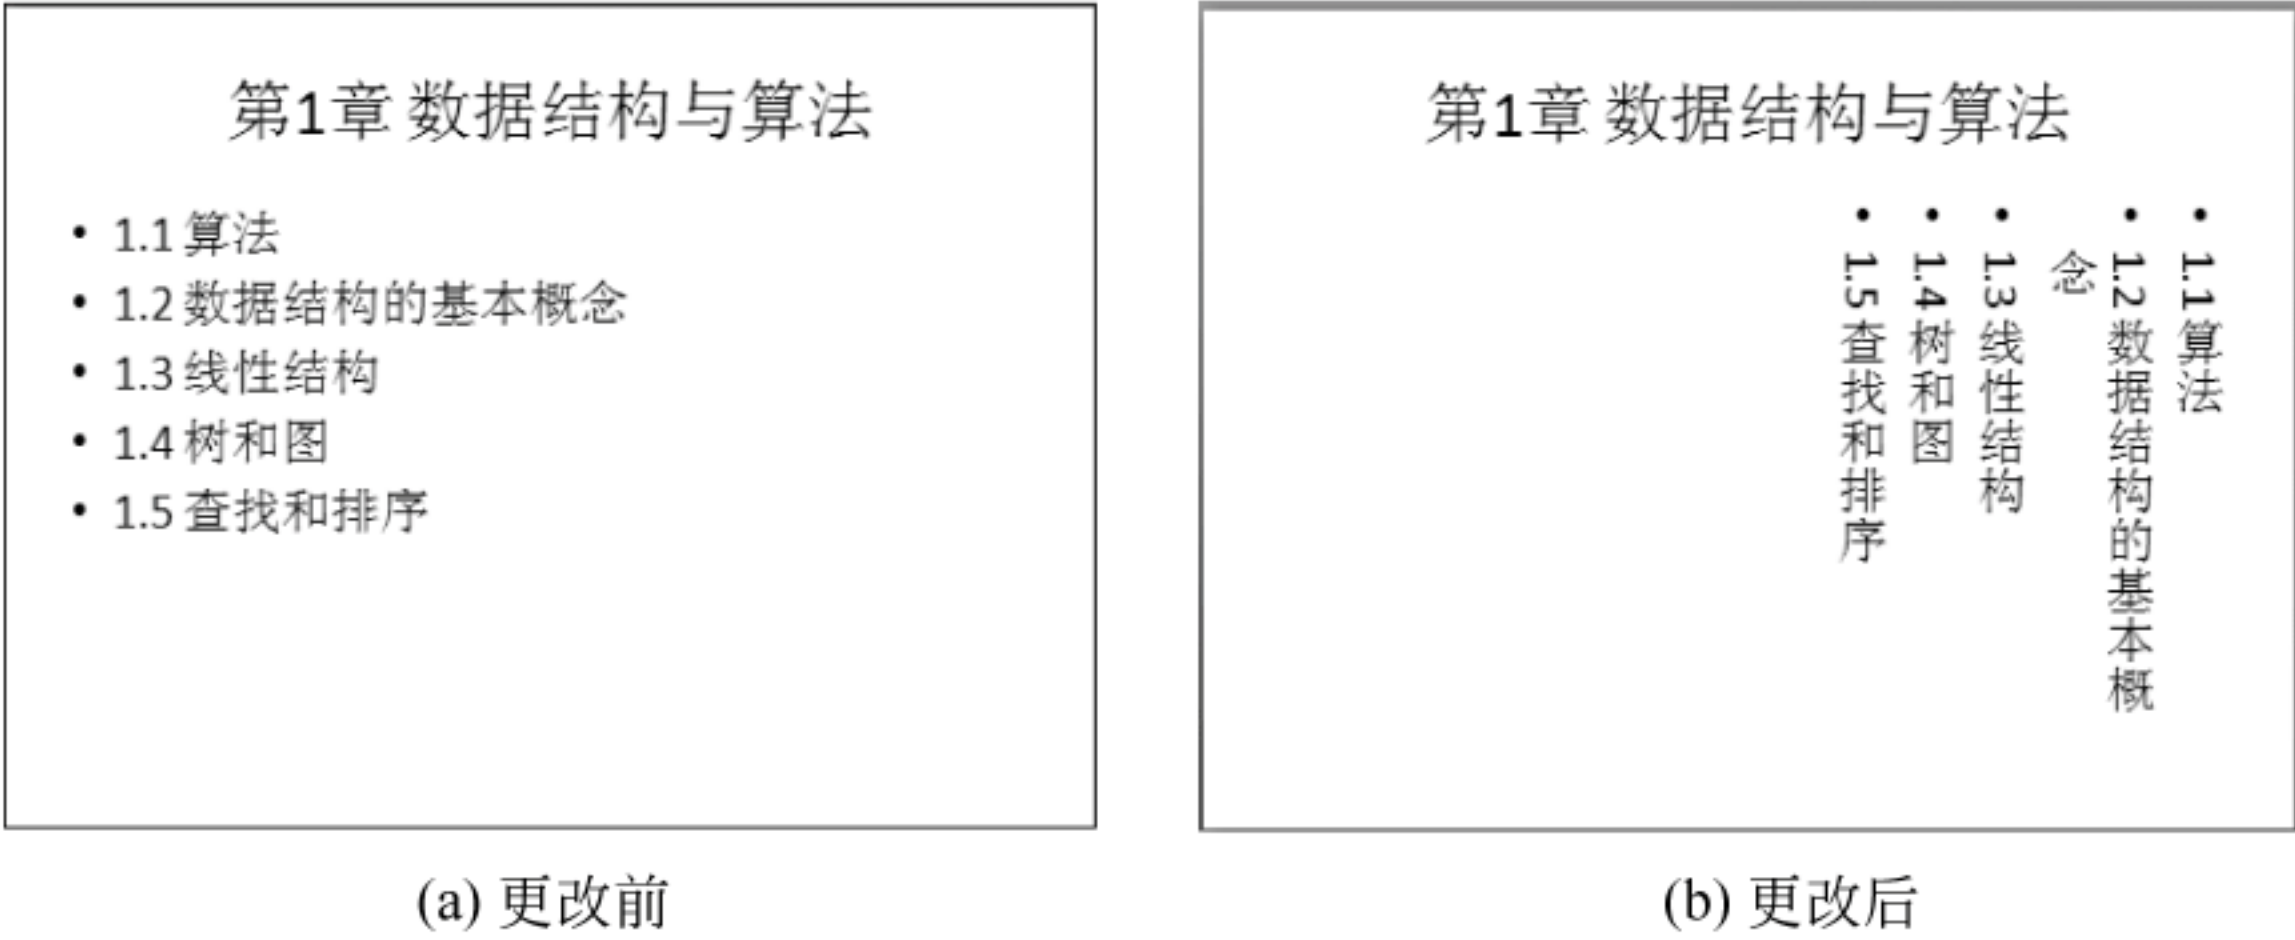 第1章 数据结构与算法
• 1.1 算法
• 1.2 数据结构的基本概念
• 1.3 线性结构
• 1.4 树和图
• 1.5 查找和排序
(a) 更改前
第1章 数据结构与算法
• 1.1 算法
• 1.2 数据结构的基本概
念
• 1.3 线性结构
• 1.4 树和图
• 1.5 查找和排序
(b) 更改后